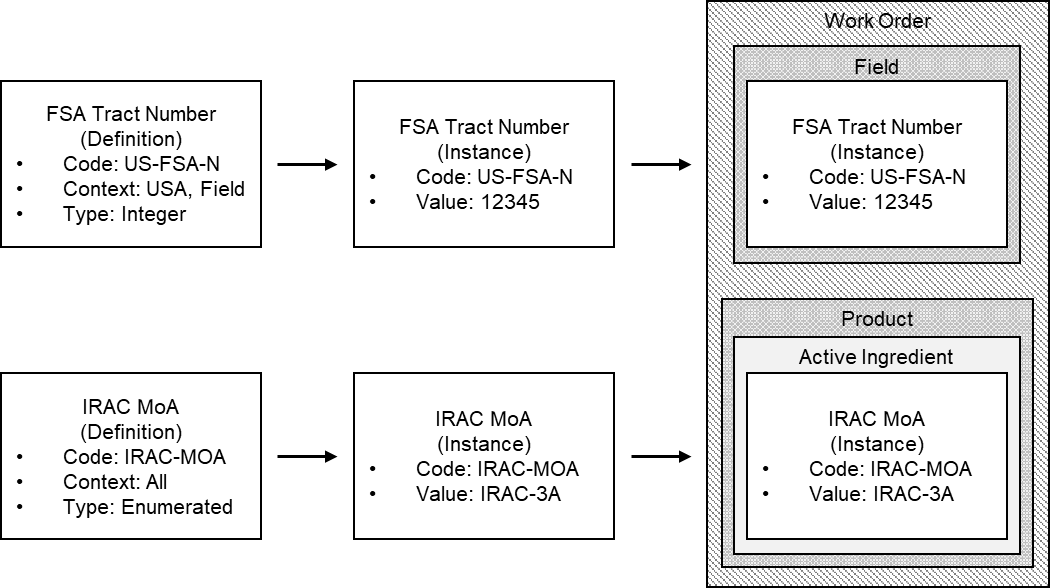 FSA Tract Number
(Definition)
• Code: US-FSA-N
• Context: USA, Field
• Type: Integer
FSA Tract Number
(Instance)
• Code: US-FSA-N
• Value: 12345
Work Order
Field
FSA Tract Number
(Instance)
• Code: US-FSA-N
• Value: 12345
IRAC MoA
(Definition)
• Code: IRAC-MOA
• Context: All
• Type: Enumerated
IRAC MoA
(Instance)
• Code: IRAC-MOA
• Value: IRAC-3A
Product
Active Ingredient
IRAC MoA
(Instance)
• Code: IRAC-MOA
• Value: IRAC-3A